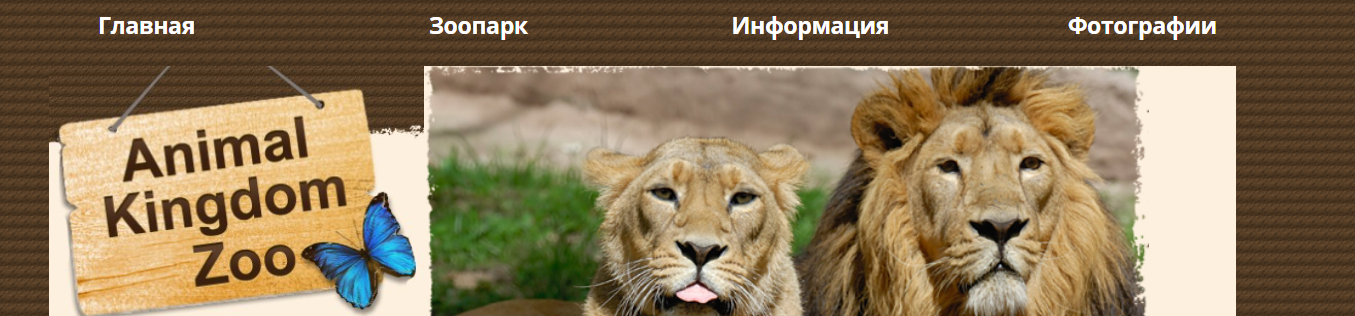 Главная Зоопарк Информация Фотографии
Animal
Kingdom
Zoo